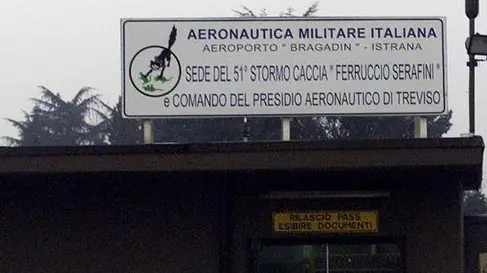 AERONAUTICA MILITARE ITALIANA
AEROPORTO " BRAGADIN " - ISTRANA
SEDE DEL 51° STORMO CACCIA " FERRUCCIO SERAFINI "
e COMANDO DEL PRESIDIO AERONAUTICO DI TREVISO
RILASCIO PASS
ESIBIRE DOCUMENTI